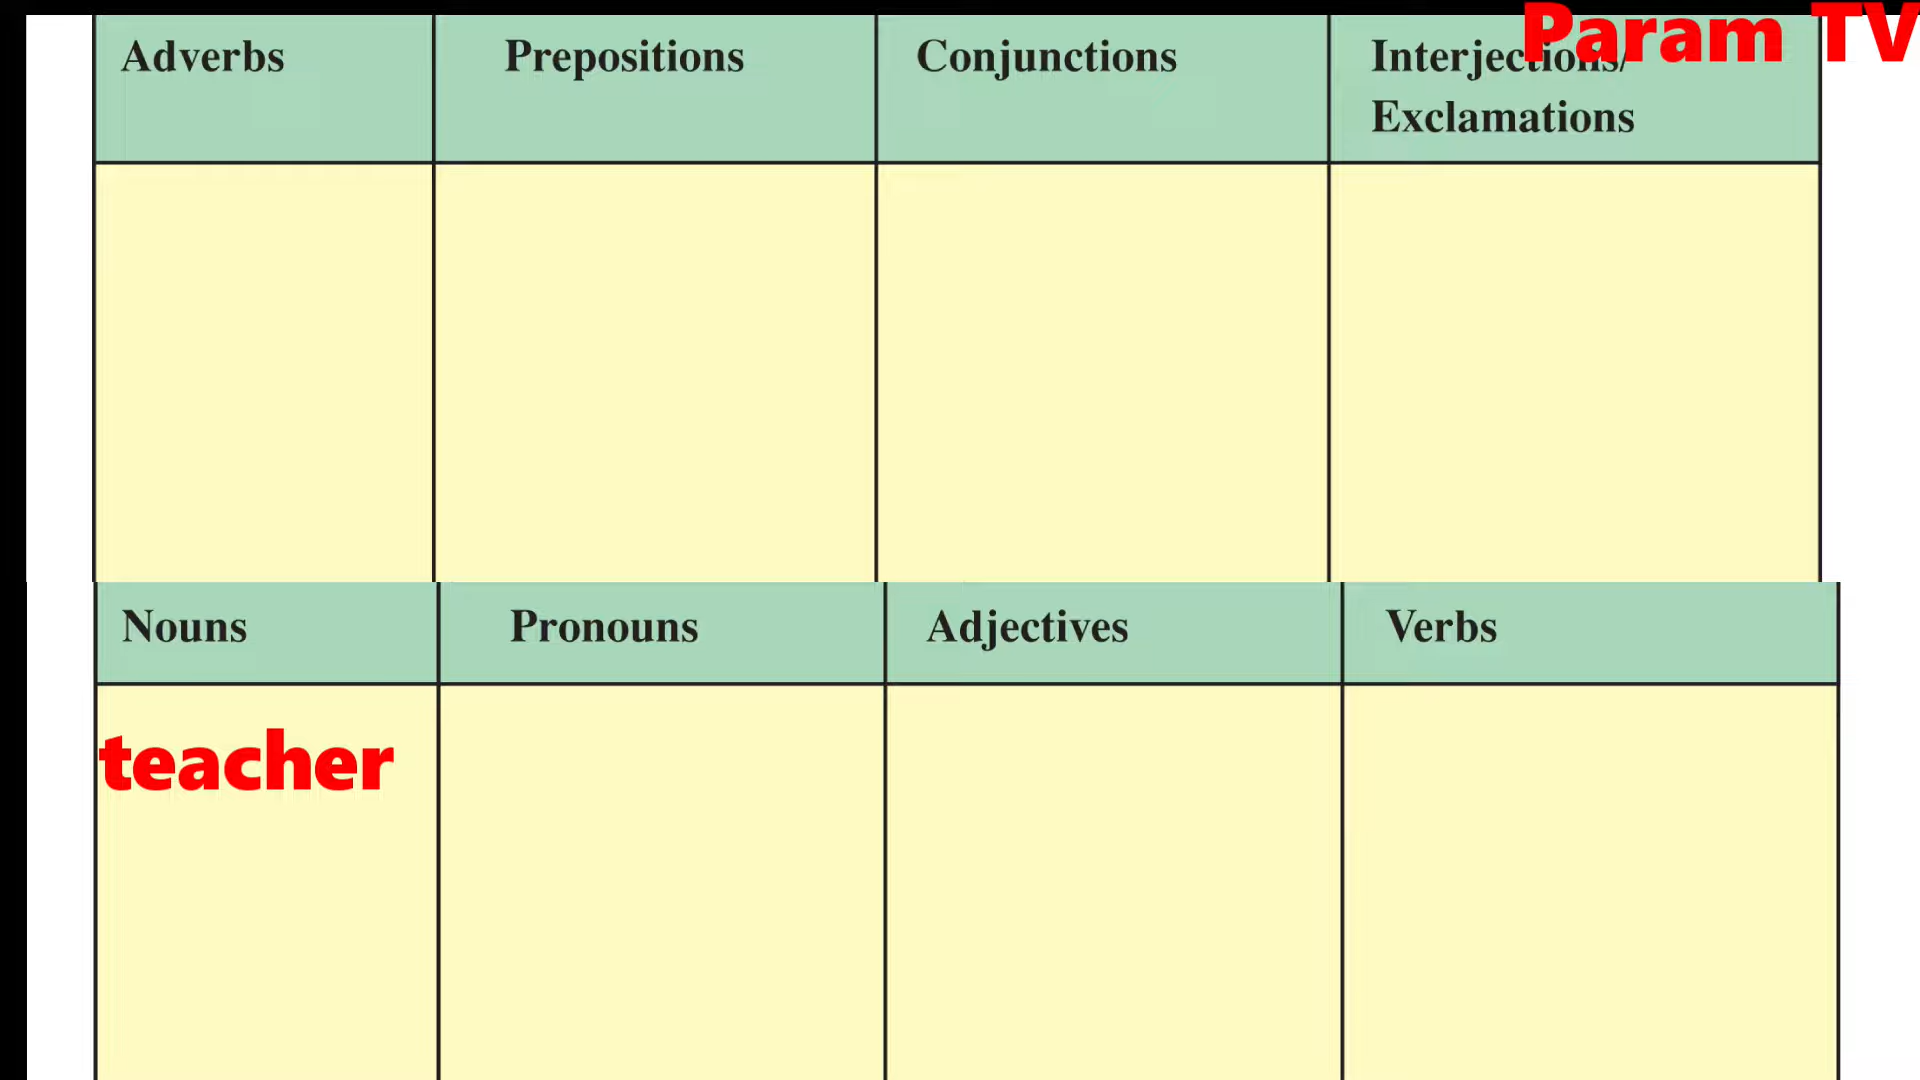 Param TV
Adverbs Prepositions Conjunctions Interjections/
Exclamations
Nouns Pronouns Adjectives Verbs
teacher